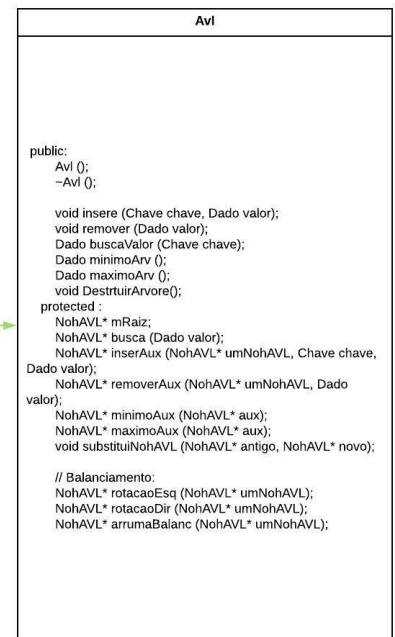 Avl
public:
Avl ();
~Avl ();
void insere (Chave chave, Dado valor);
void remover (Dado valor);
Dado buscaValor (Chave chave);
Dado minimoArv ();
Dado maximoArv ();
void DestrtuirArvore();
protected :
NohAVL* mRaiz;
NohAVL* busca (Dado valor);
NohAVL* inserAux (NohAVL* umNohAVL, Chave chave,
Dado valor);
NohAVL* removerAux (NohAVL* umNohAVL, Dado
valor);
NohAVL* minimoAux (NohAVL* aux);
NohAVL* maximoAux (NohAVL* aux);
void substituiNohAVL (NohAVL* antigo, NohAVL* novo);
// Balanciamento:
NohAVL* rotacaoEsq (NohAVL* umNohAVL);
NohAVL* rotacaoDir (NohAVL* umNohAVL);
NohAVL* arrumaBalanc (NohAVL* umNohAVL);